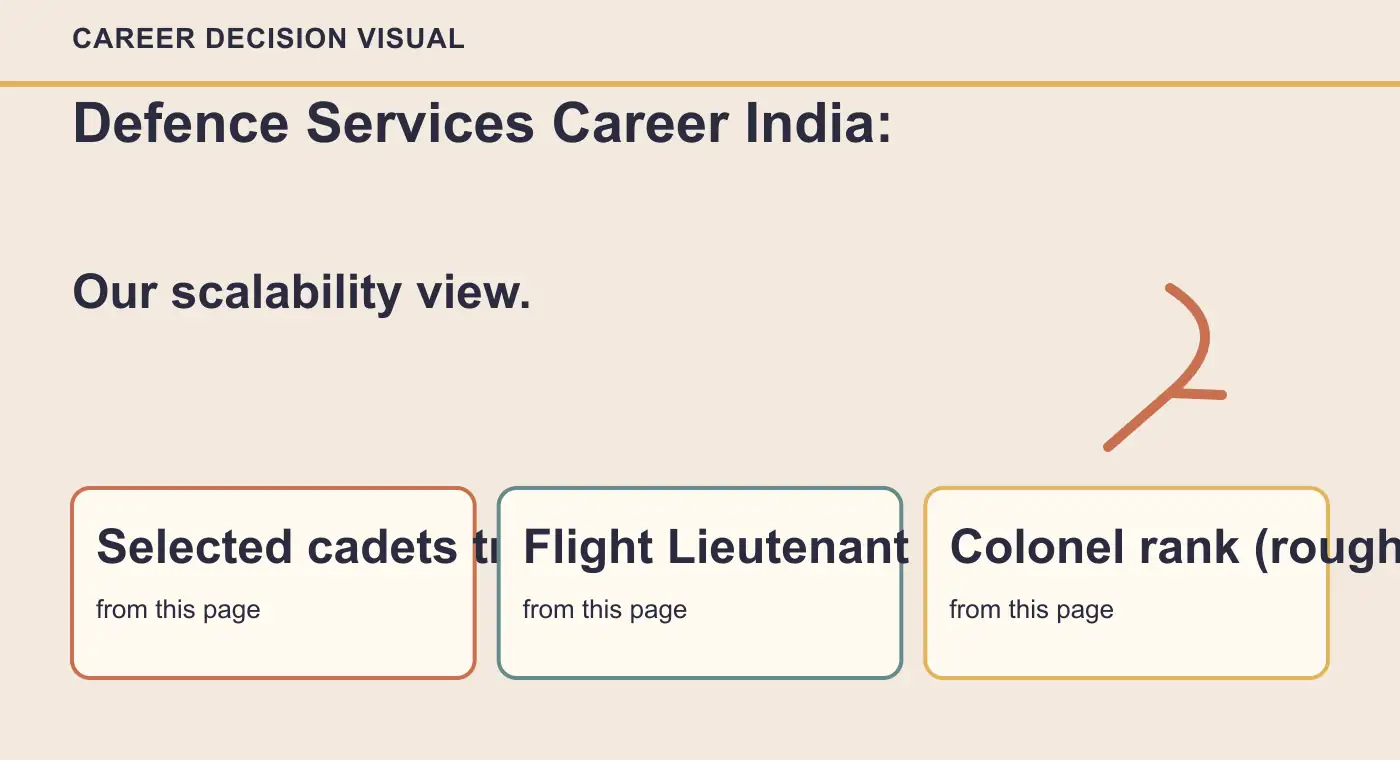 CAREER DECISION VISUAL
Defence Services Career India:
Our scalability view.
Selected cadets
from this page
Flight Lieutenant
from this page
Colonel rank (rough
from this page